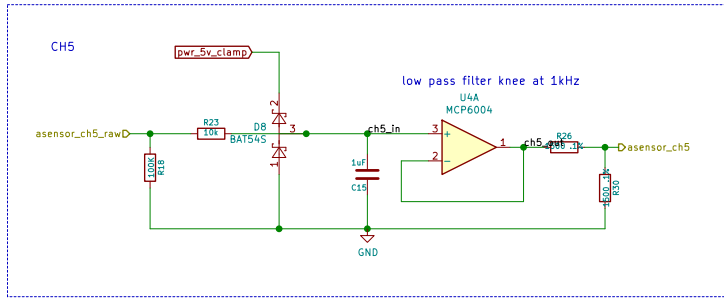 CH5
pwr_5v_clamp
low pass filter knee at 1kHz
U4A
MCP6004
asensor_ch5_raw
R23
10k
D8
BAT54S
2
3
1
ch5_in
3
2
1
ch5_out
R26
asensor_ch5
100K
R18
1uF
C15
R30
GND